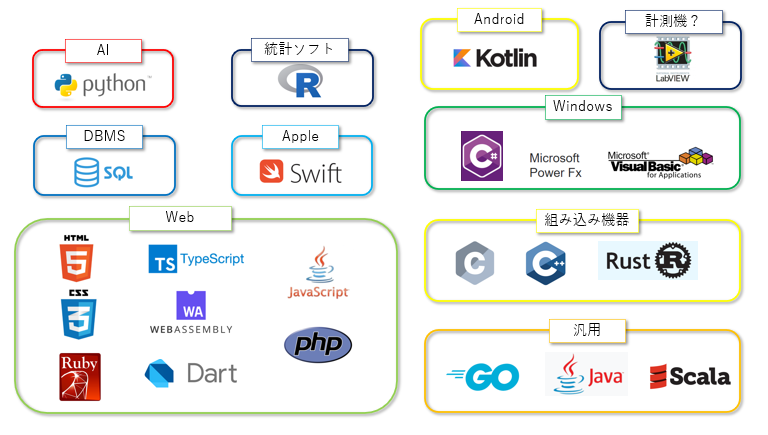 AI
python™
統計ソフト
R
Android
Kotlin
計測機？
LabVIEW
DBMS
SQL
Apple
Swift
Windows
C#
Microsoft
Power Fx
Microsoft®
Visual Basic®
for Applications
Web
HTML
5
TS TypeScript
JavaScript
CSS
3
WA
WEBASSEMBLY
php
Ruby
Dart
組み込み機器
C
C++
Rust R
汎用
GO
Java
Scala